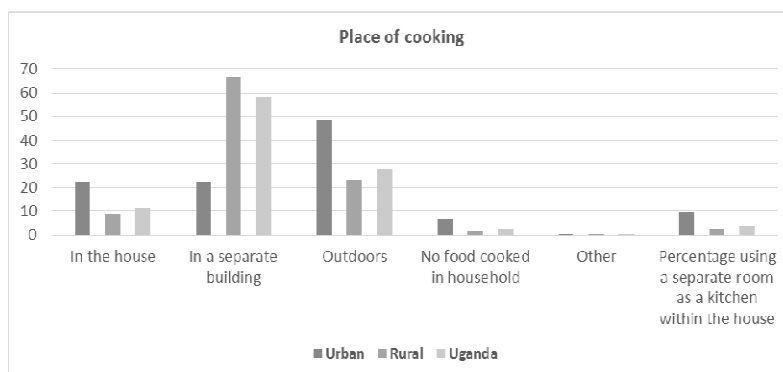 Place of cooking
70
60
50
40
30
20
10
0
In the house
In a separate
building
Outdoors
No food cooked
in household
Other
Percentage using
a separate room
as a kitchen
within the house
Urban Rural Uganda